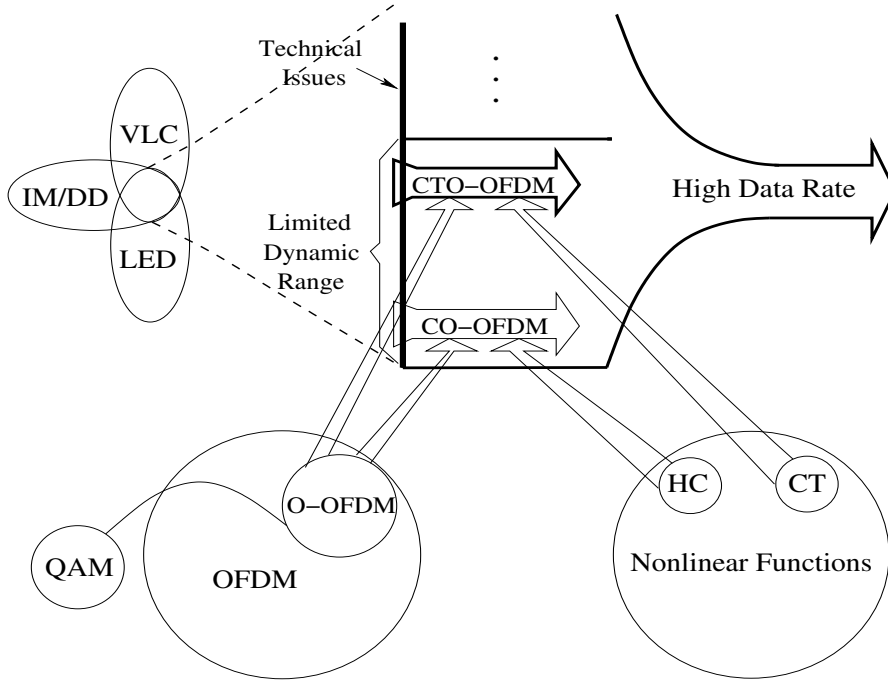 Technical
Issues
VLC
IM/DD
LED
CTO–OFDM
High Data Rate
Limited
Dynamic
Range
CO–OFDM
HC
CT
O–OFDM
QAM
OFDM
Nonlinear Functions